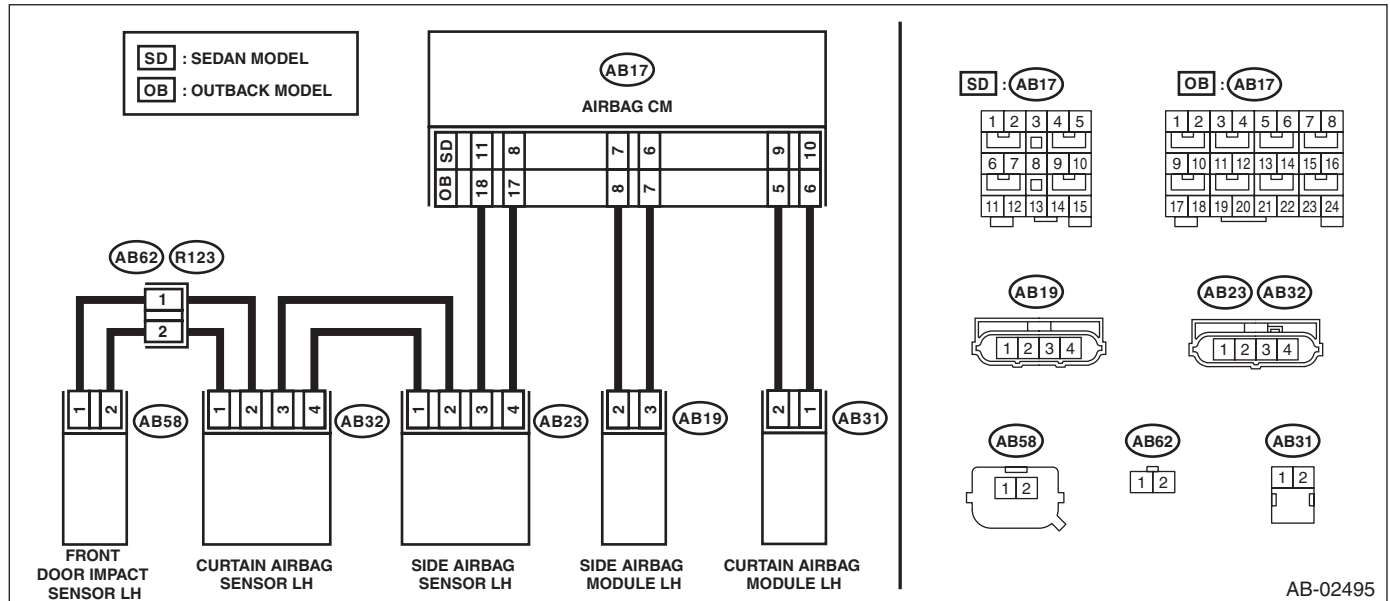 SD : SEDAN MODEL
OB : OUTBACK MODEL
AB17
AIRBAG CM
SD 11 8 7 6 9 10
OB 18 17 8 7 5 6
AB62 R123
1
2
1 2 AB58
1 2 3 4 AB32
1 2 3 4 AB23
2 3 AB19
2 1 AB31
FRONT
DOOR IMPACT
SENSOR LH
CURTAIN AIRBAG
SENSOR LH
SIDE AIRBAG
SENSOR LH
SIDE AIRBAG
MODULE LH
CURTAIN AIRBAG
MODULE LH
SD : AB17
1 2 3 4 5
6 7 8 9 10
11 12 13 14 15
OB : AB17
1 2 3 4 5 6 7 8
9 10 11 12 13 14 15 16
17 18 19 20 21 22 23 24
AB19
1 2 3 4
AB23 AB32
1 2 3 4
AB58
1 2
AB62
1 2
AB31
1 2
AB-02495